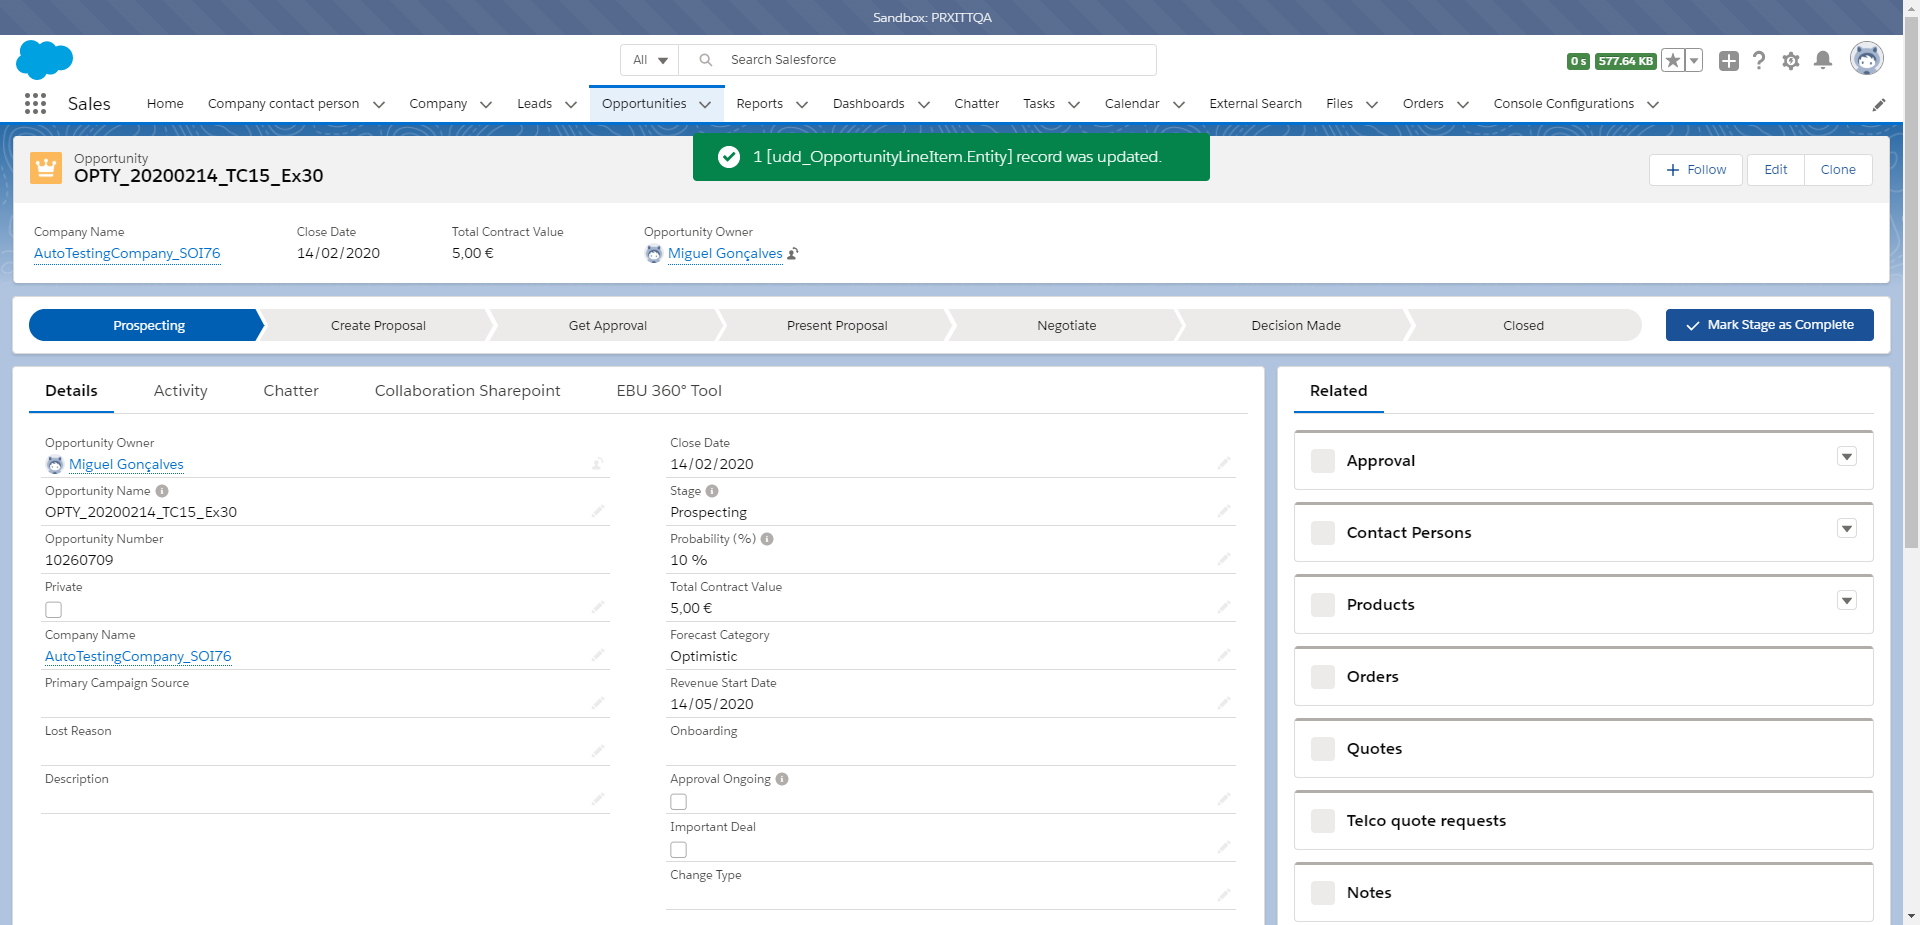 Sandbox: PRXITTQA
All
Search Salesforce
0 s
577.64 KB
Sales
Home
Company contact person
Company
Leads
Opportunities
Reports
Dashboards
Chatter
Tasks
Calendar
External Search
Files
Orders
Console Configurations
1 [udd_OpportunityLineItem.Entity] record was updated.
Opportunity
OPTY_20200214_TC15_Ex30
Follow
Edit
Clone
Company Name
AutoTestingCompany_SOI76
Close Date
14/02/2020
Total Contract Value
5,00 €
Opportunity Owner
Miguel Gonçalves
Prospecting
Create Proposal
Get Approval
Present Proposal
Negotiate
Decision Made
Closed
Mark Stage as Complete
Details
Activity
Chatter
Collaboration Sharepoint
EBU 360° Tool
Opportunity Owner
Miguel Gonçalves
Opportunity Name
OPTY_20200214_TC15_Ex30
Opportunity Number
10260709
Private
Company Name
AutoTestingCompany_SOI76
Primary Campaign Source
Lost Reason
Description
Close Date
14/02/2020
Stage
Prospecting
Probability (%)
10 %
Total Contract Value
5,00 €
Forecast Category
Optimistic
Revenue Start Date
14/05/2020
Onboarding
Approval Ongoing
Important Deal
Change Type
Related
Approval
Contact Persons
Products
Orders
Quotes
Telco quote requests
Notes